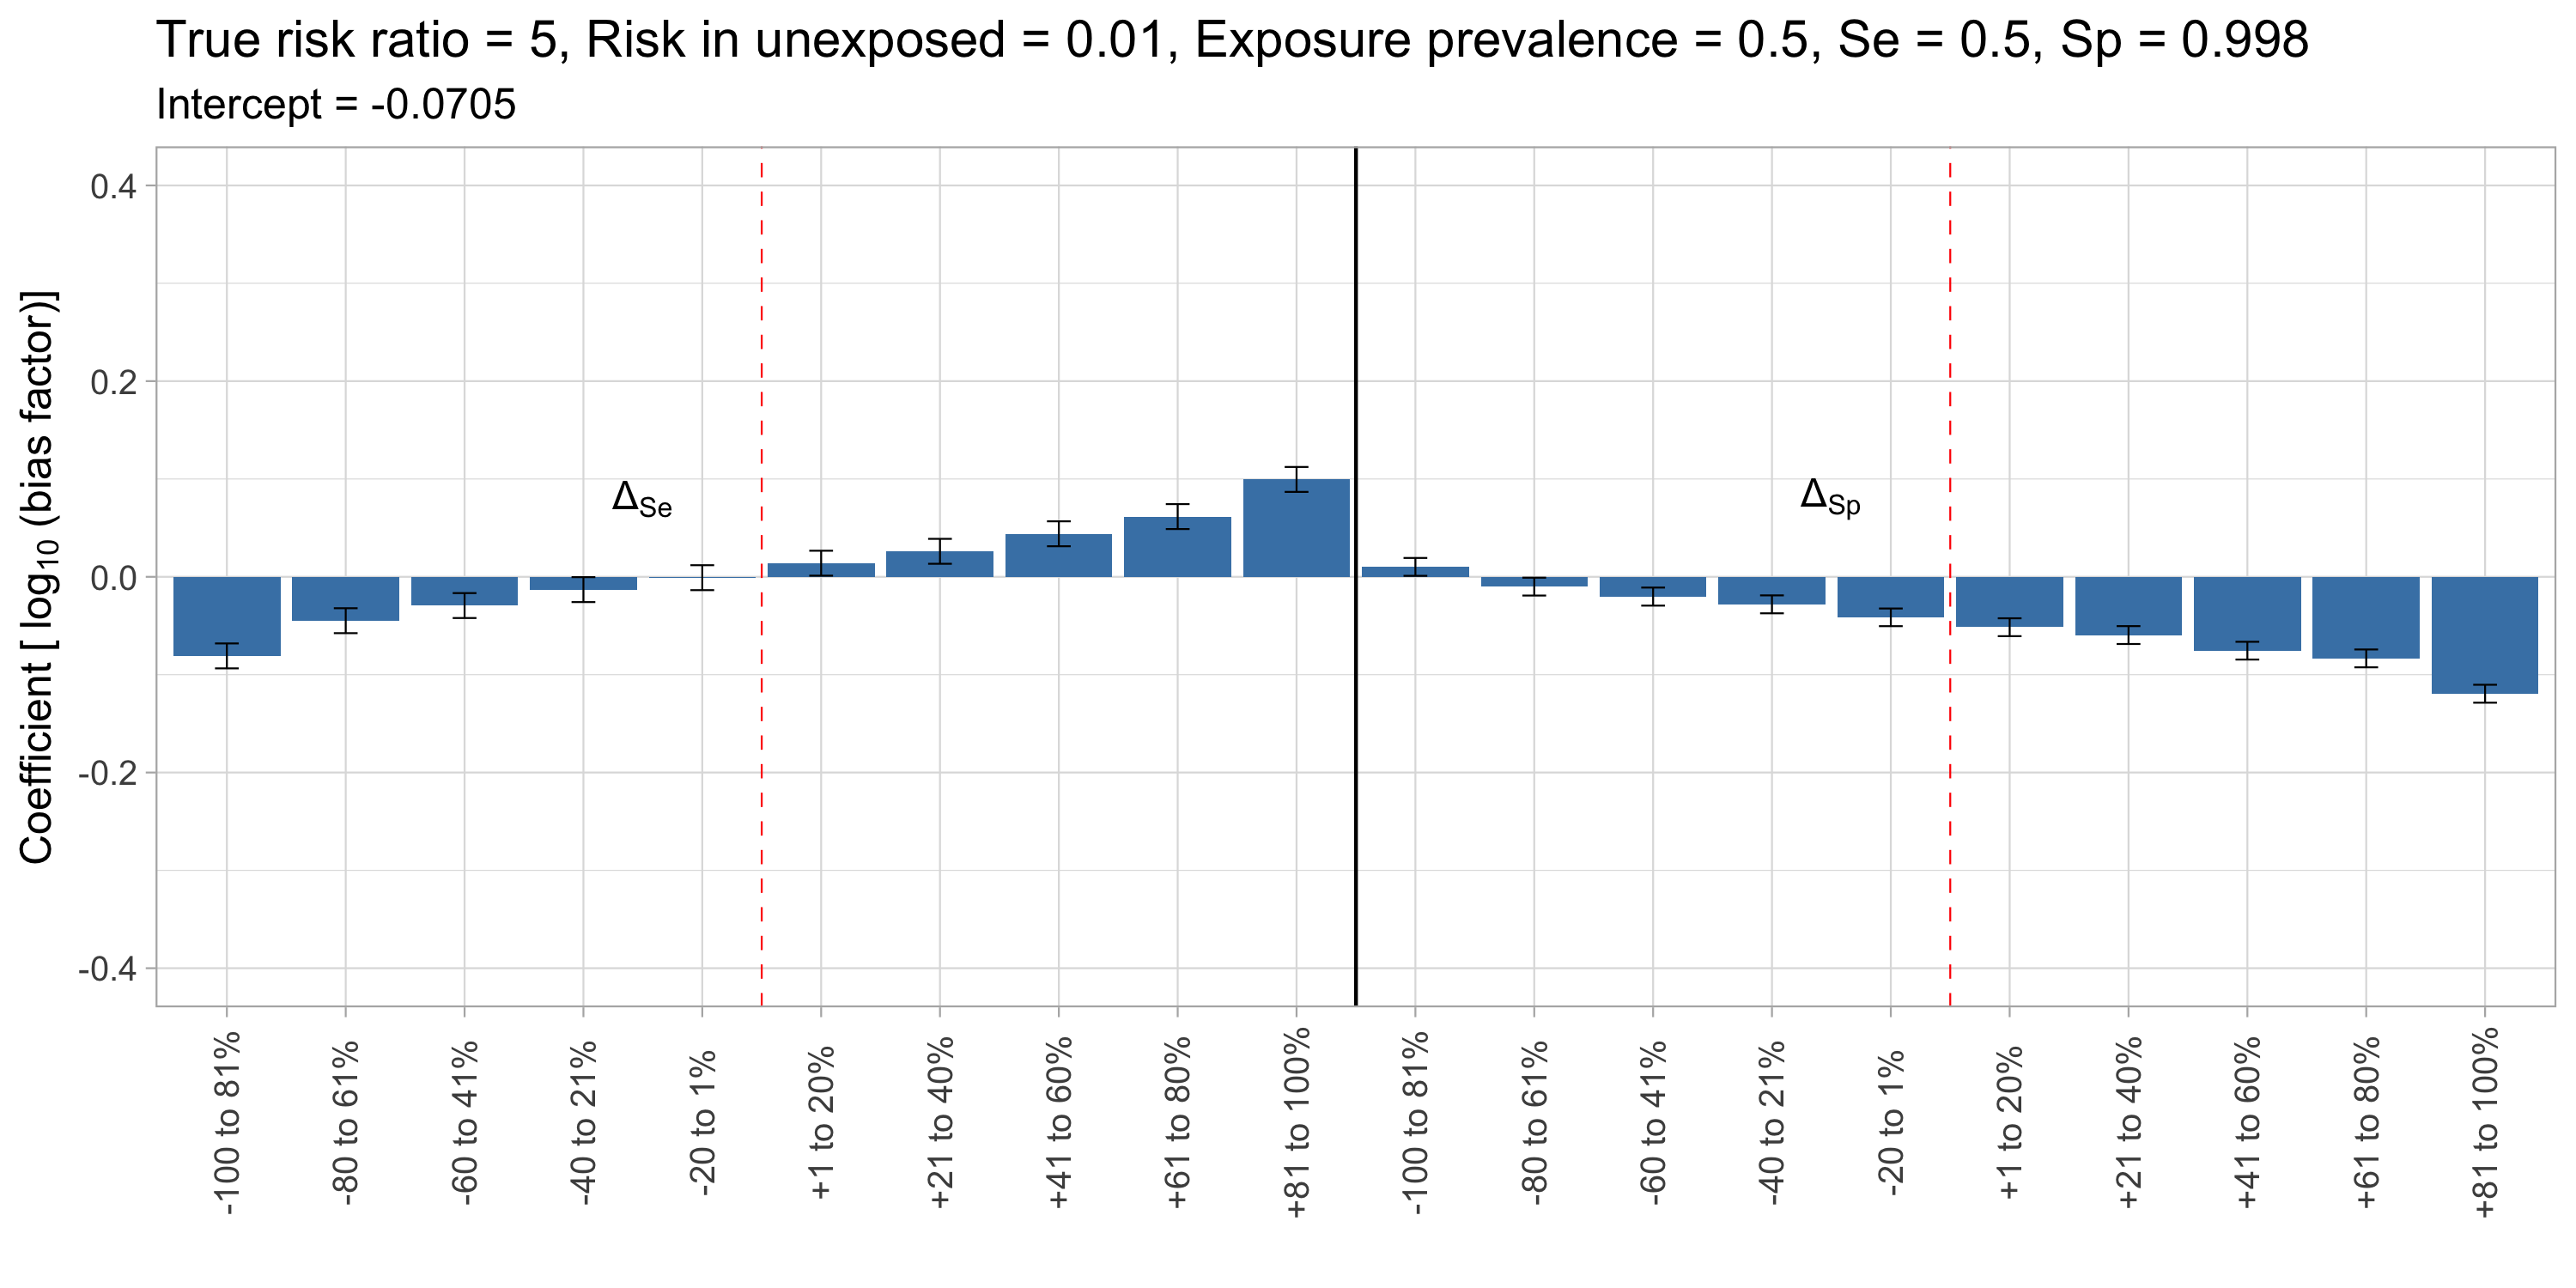 True risk ratio = 5, Risk in unexposed = 0.01, Exposure prevalence = 0.5, Se = 0.5, Sp = 0.998
Intercept = -0.0705
Coefficient [ log10 (bias factor)]
0.4
0.2
0.0
-0.2
-0.4
ΔSe
ΔSp
-100 to 81%
-80 to 61%
-60 to 41%
-40 to 21%
-20 to 1%
+1 to 20%
+21 to 40%
+41 to 60%
+61 to 80%
+81 to 100%
-100 to 81%
-80 to 61%
-60 to 41%
-40 to 21%
-20 to 1%
+1 to 20%
+21 to 40%
+41 to 60%
+61 to 80%
+81 to 100%